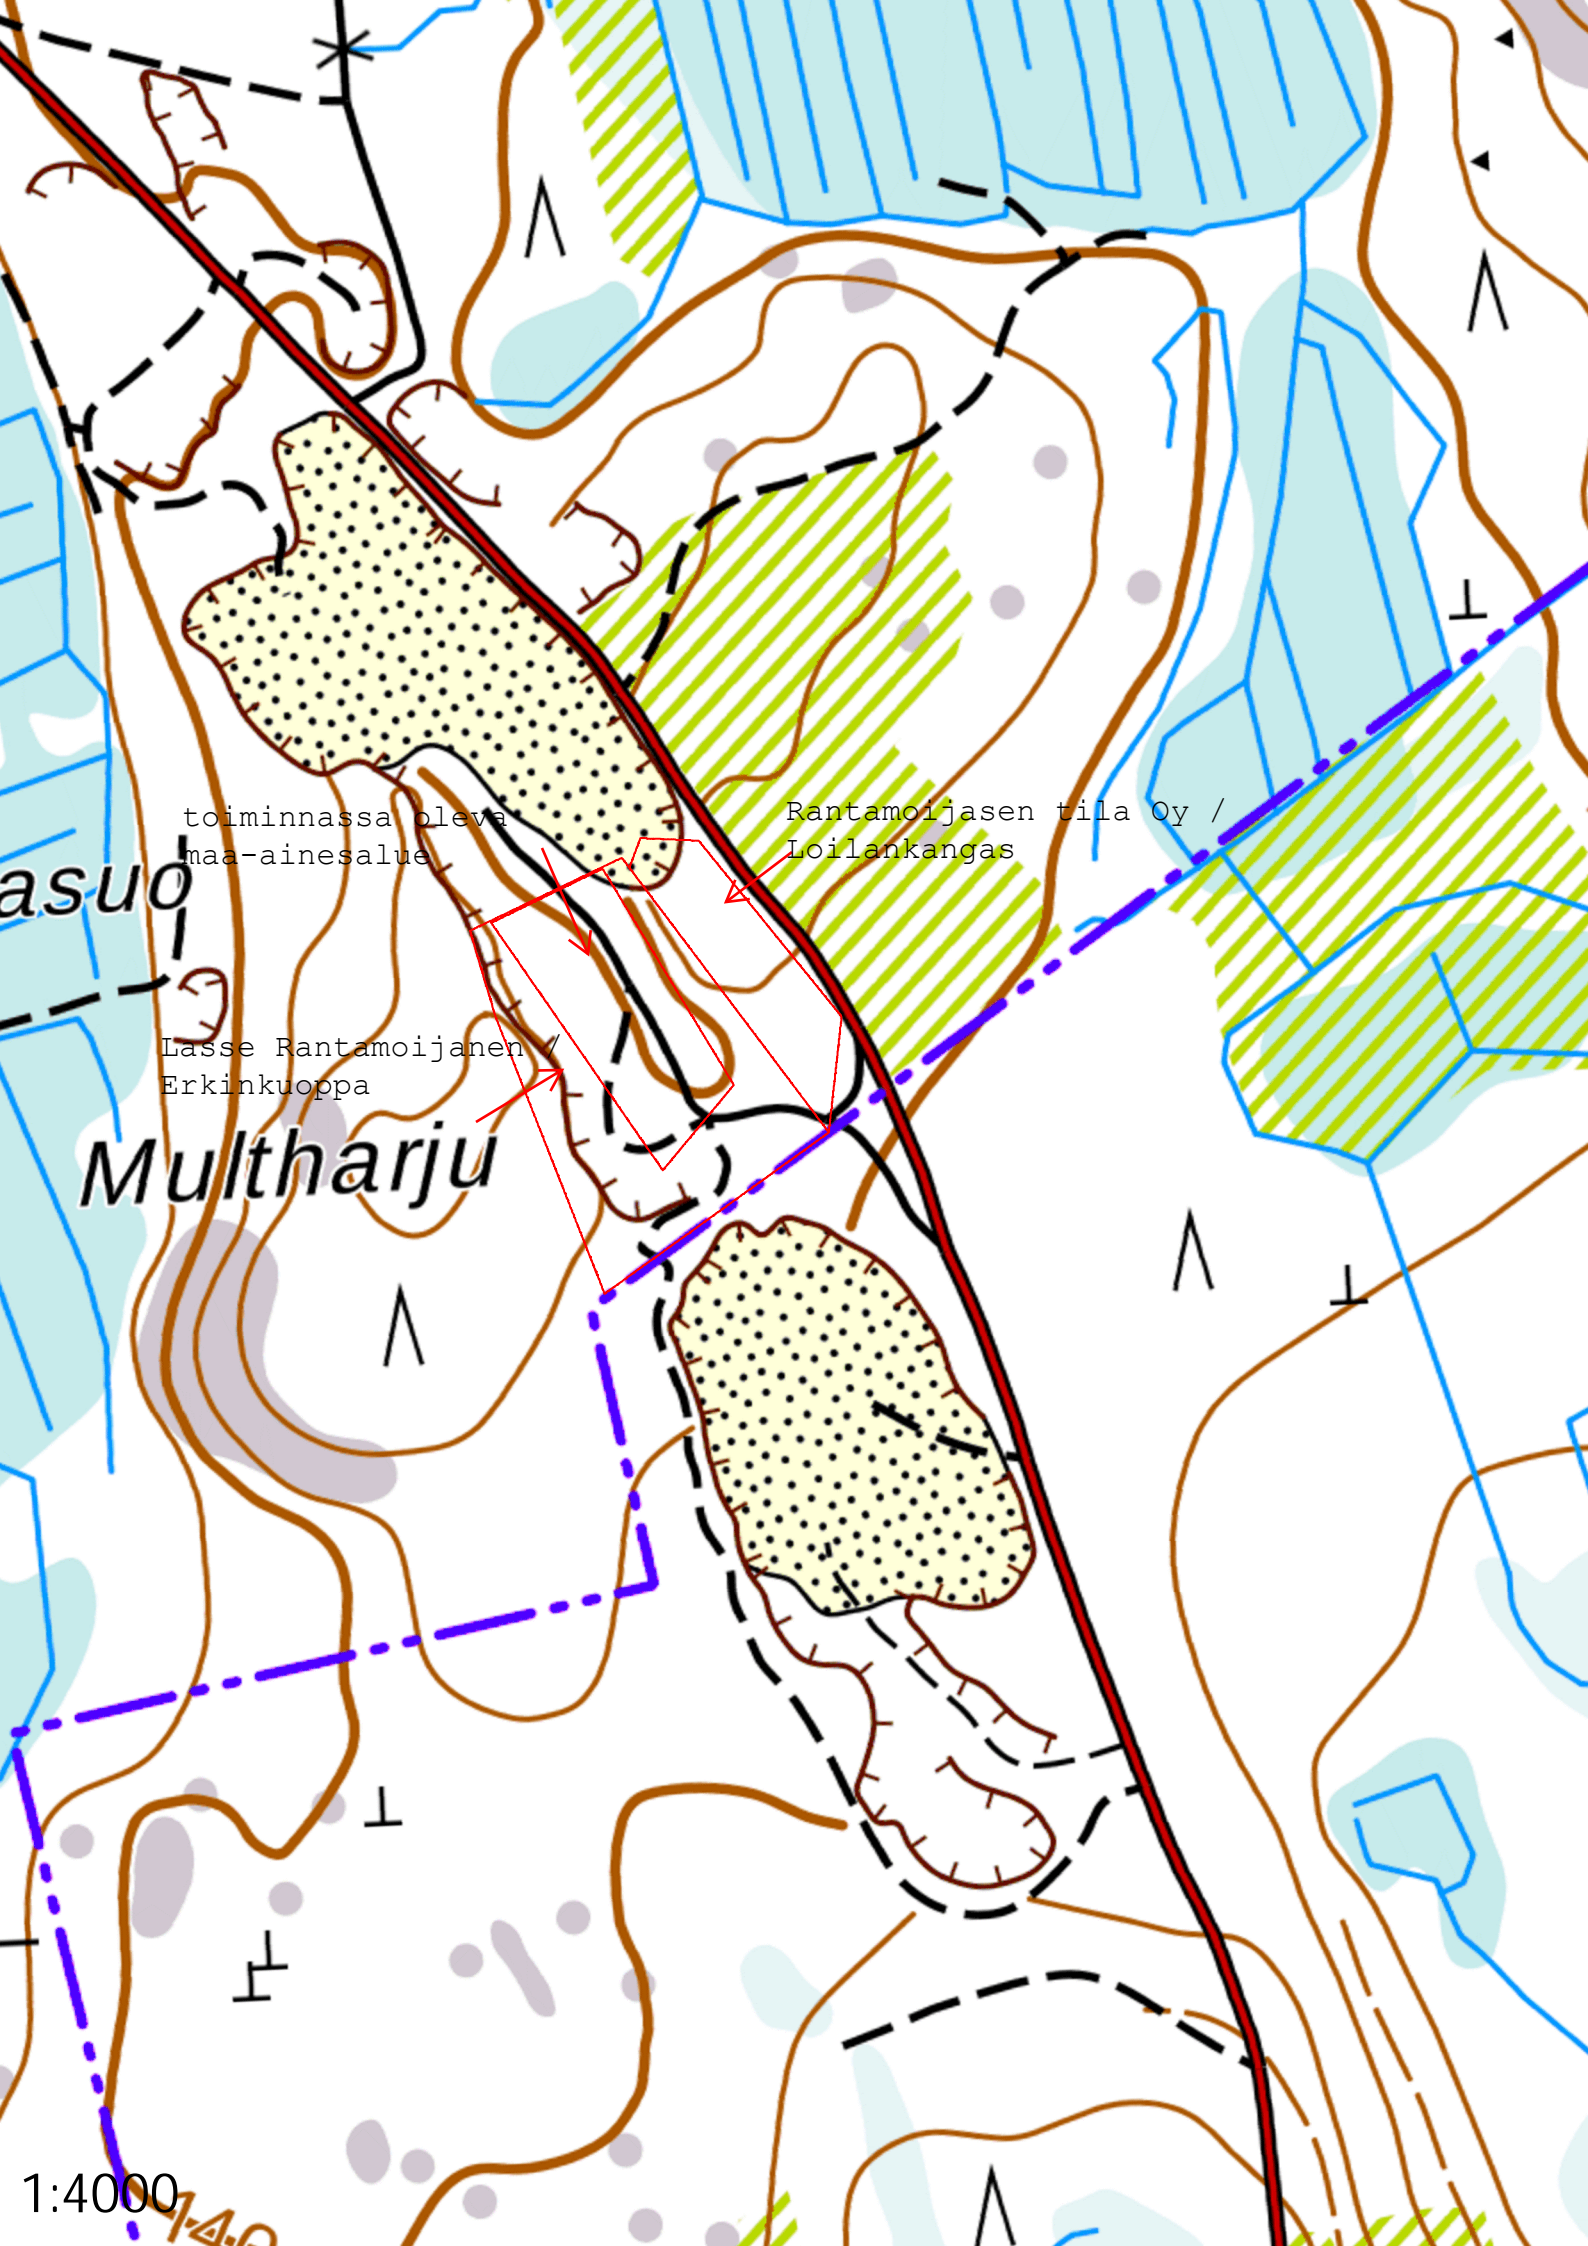 toiminnassa oleva
maa-ainesalue
Rantamoijasen tila Oy /
Loilankangas
asuo
Lasse Rantamoijanen /
Erkinkuoppa
Multharju
1:4000